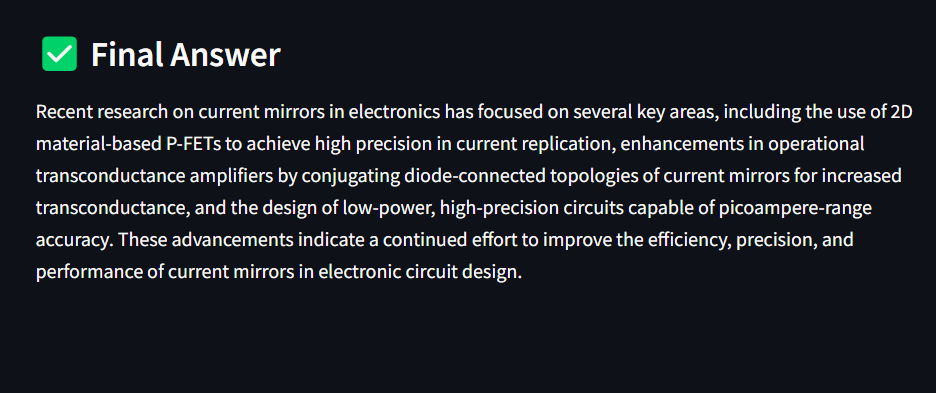 Final Answer
Recent research on current mirrors in electronics has focused on several key areas, including the use of 2D
material-based P-FETs to achieve high precision in current replication, enhancements in operational
transconductance amplifiers by conjugating diode-connected topologies of current mirrors for increased
transconductance, and the design of low-power, high-precision circuits capable of picoampere-range
accuracy. These advancements indicate a continued effort to improve the efficiency, precision, and
performance of current mirrors in electronic circuit design.